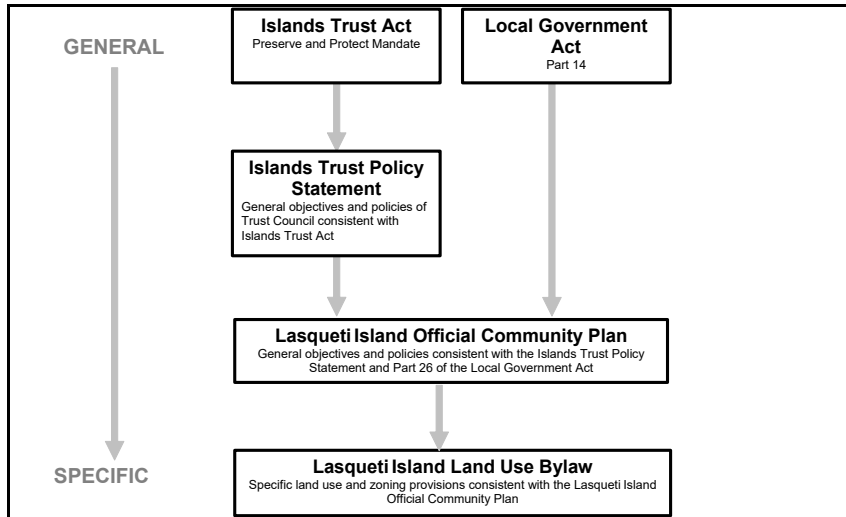 GENERAL
Islands Trust Act
Preserve and Protect Mandate
Local Government
Act
Part 14
Islands Trust Policy
Statement
General objectives and policies of
Trust Council consistent with
Islands Trust Act
Lasqueti Island Official Community Plan
General objectives and policies consistent with the Islands Trust Policy
Statement and Part 26 of the Local Government Act
SPECIFIC
Lasqueti Island Land Use Bylaw
Specific land use and zoning provisions consistent with the Lasqueti Island
Official Community Plan